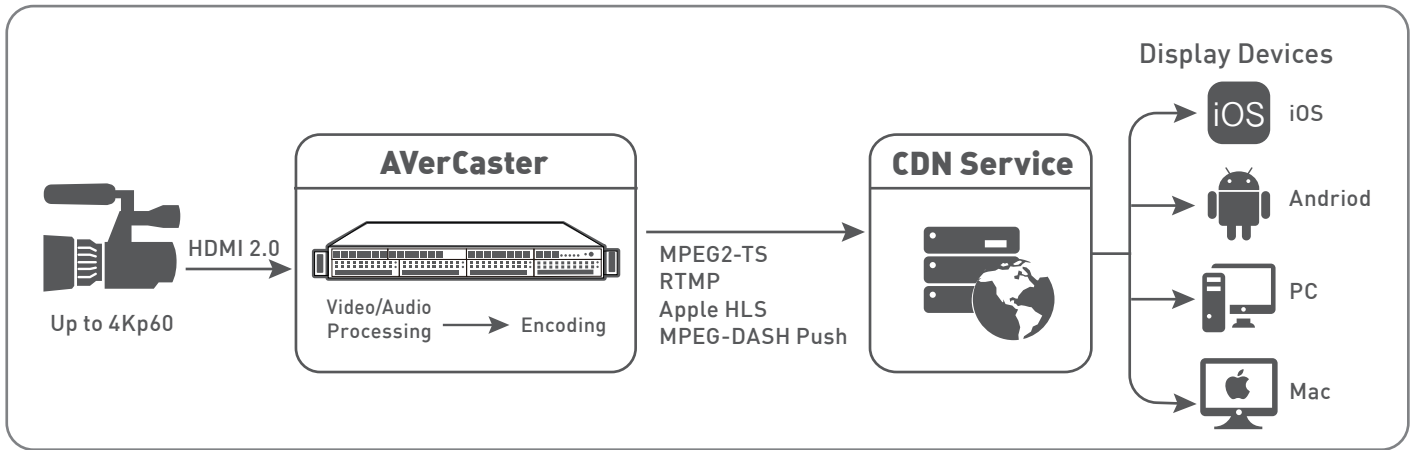 Display Devices
iOS
iOS
AVerCaster
CDN Service
Andriod
HDMI 2.0
MPEG2-TS
RTMP
Apple HLS
MPEG-DASH Push
PC
Up to 4Kp60
Video/Audio
Processing
Encoding
Mac